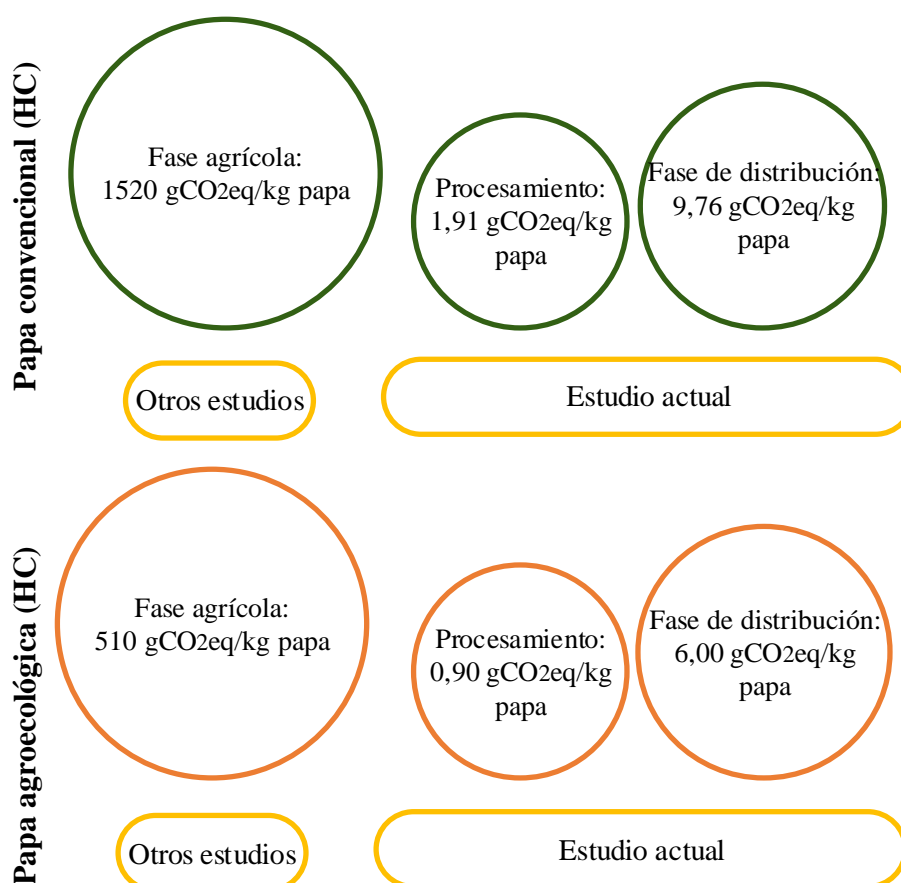 Papa convencional (HC)
Fase agrícola:
1520 gCO2eq/kg papa
Procesamiento:
1,91 gCO2eq/kg
papa
Fase de distribución:
9,76 gCO2eq/kg
papa
Otros estudios
Estudio actual
Papa agroecológica (HC)
Fase agrícola:
510 gCO2eq/kg papa
Procesamiento:
0,90 gCO2eq/kg
papa
Fase de distribución:
6,00 gCO2eq/kg
papa
Otros estudios
Estudio actual